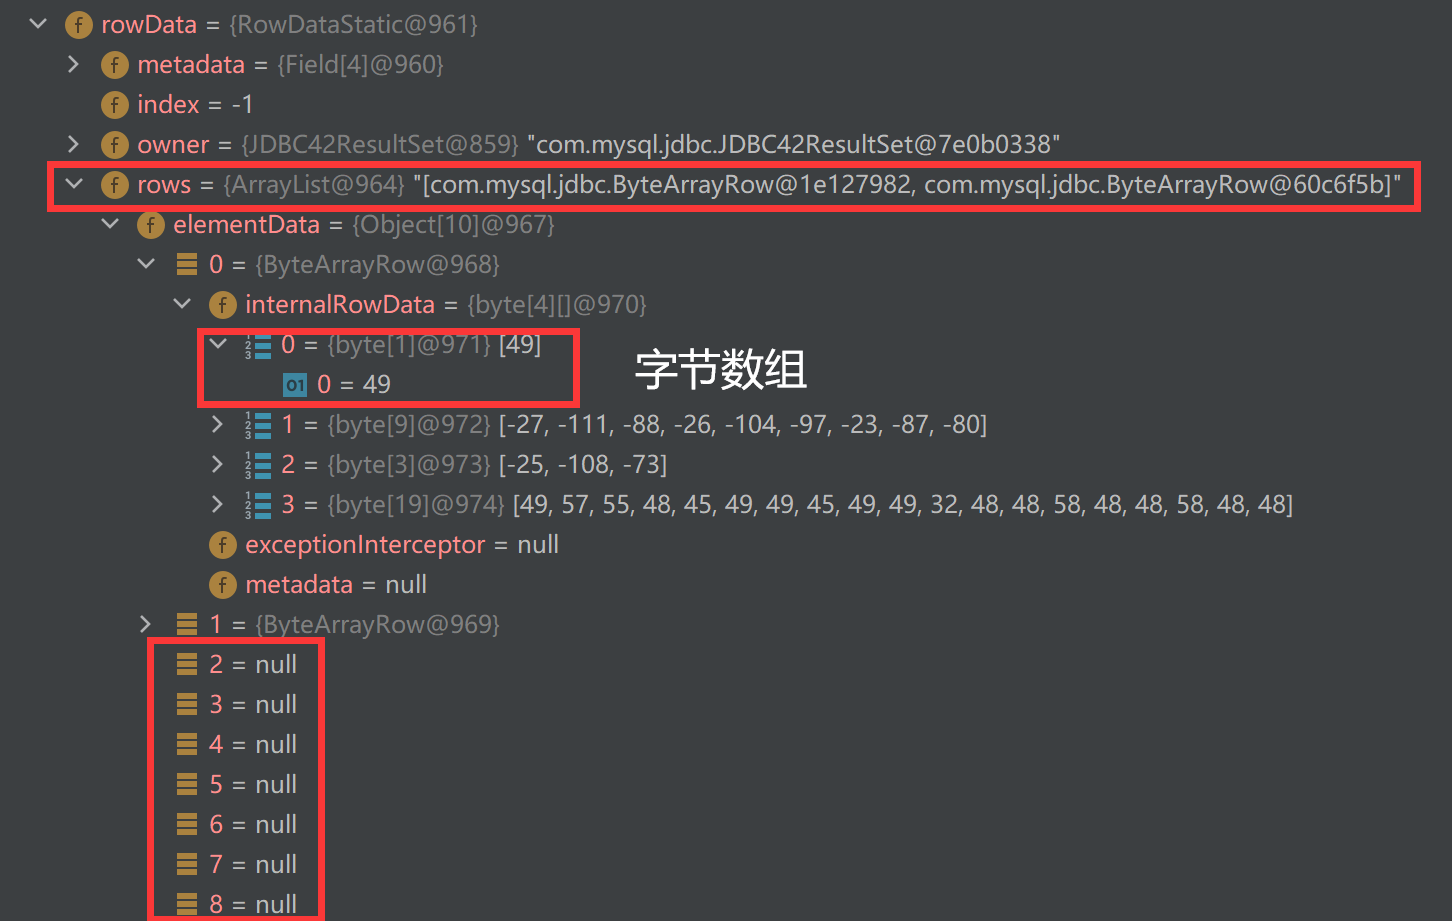 rowData = {RowDataStatic@961}
metadata = {Field[4]@960}
index = -1
owner = {JDBC42ResultSet@859} "com.mysql.jdbc.JDBC42ResultSet@7e0b0338"
rows = {ArrayList@964} "[com.mysql.jdbc.ByteArrayRow@1e127982, com.mysql.jdbc.ByteArrayRow@60c6f5b]"
elementData = {Object[10]@967}
0 = {ByteArrayRow@968}
internalRowData = {byte[4][]@970}
0 = {byte[1]@971} [49]
字节数组
0 = 49
1 = {byte[9]@972} [-27, -111, -88, -26, -104, -97, -23, -87, -80]
2 = {byte[3]@973} [-25, -108, -73]
3 = {byte[19]@974} [49, 57, 55, 48, 45, 49, 49, 45, 49, 49, 32, 48, 48, 58, 48, 48, 58, 48, 48]
exceptionInterceptor = null
metadata = null
1 = {ByteArrayRow@969}
2 = null
3 = null
4 = null
5 = null
6 = null
7 = null
8 = null